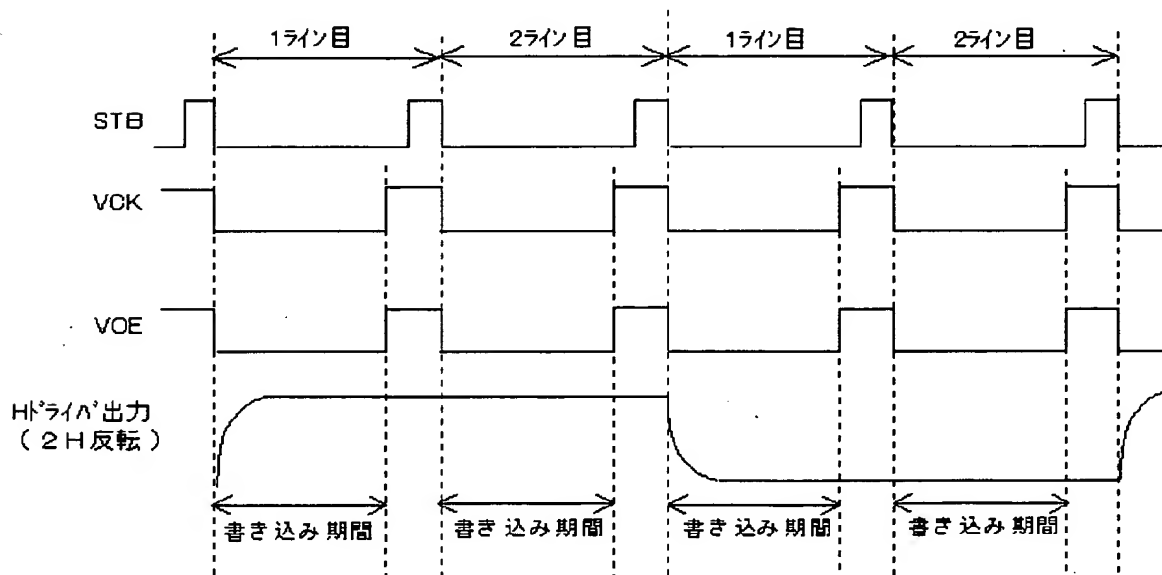 1ライン目
2ライン目
1ライン目
2ライン目
STB
VCK
VOE
Hドライバ出力
(2H反転)
書き込み期間
書き込み期間
書き込み期間
書き込み期間